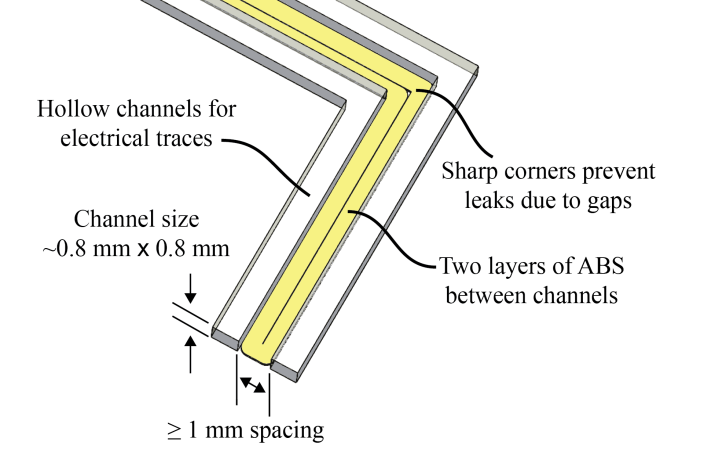 Hollow channels for
electrical traces
Sharp corners prevent
leaks due to gaps
Channel size
~0.8 mm x 0.8 mm
Two layers of ABS
between channels
≥ 1 mm spacing